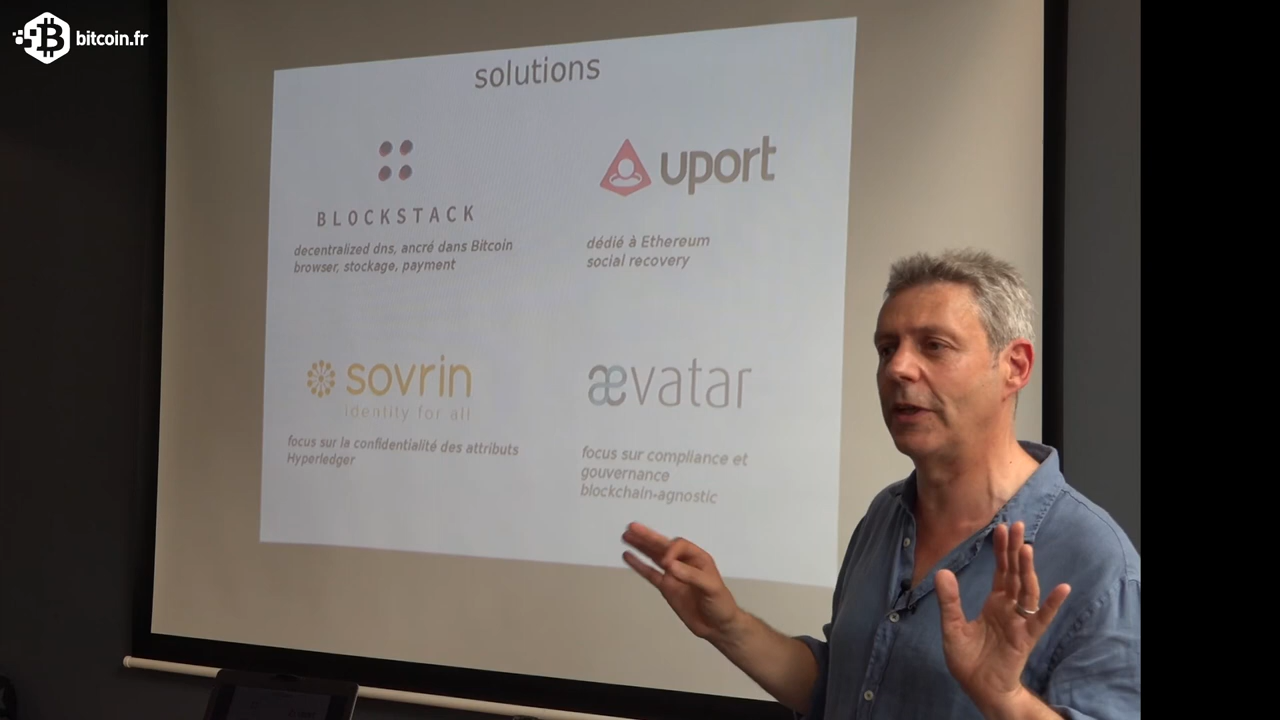 bitcoin.fr
solutions
BLOCKSTACK
decentralized dns, ancré dans Bitcoin
browser, stockage, payment
uport
dédié à Ethereum
social recovery
sovrin
identity for all
focus sur la confidentialité des attributs
Hyperledger
ævatar
focus sur compliance et
gouvernance
blockchain-agnostic